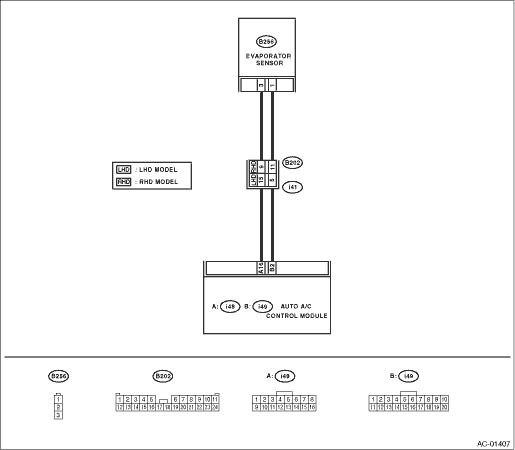 B256
EVAPORATOR
SENSOR
3 1
RHD 9 11 B202
LHD 15 5 i41
LHD : LHD MODEL
RHD : RHD MODEL
A16 B2
A: i48 B: i49 AUTO A/C
CONTROL MODULE
B256 B202 A: i49 B: i49
1
2
3
1 2 3 4 5 6 7 8 9 10 11
12 13 14 15 16 17 18 19 20 21 22 23 24
1 2 3 4 5 6 7 8
9 10 11 12 13 14 15 16
1 2 3 4 5 6 7 8 9 10
11 12 13 14 15 16 17 18 19 20
AC-01407